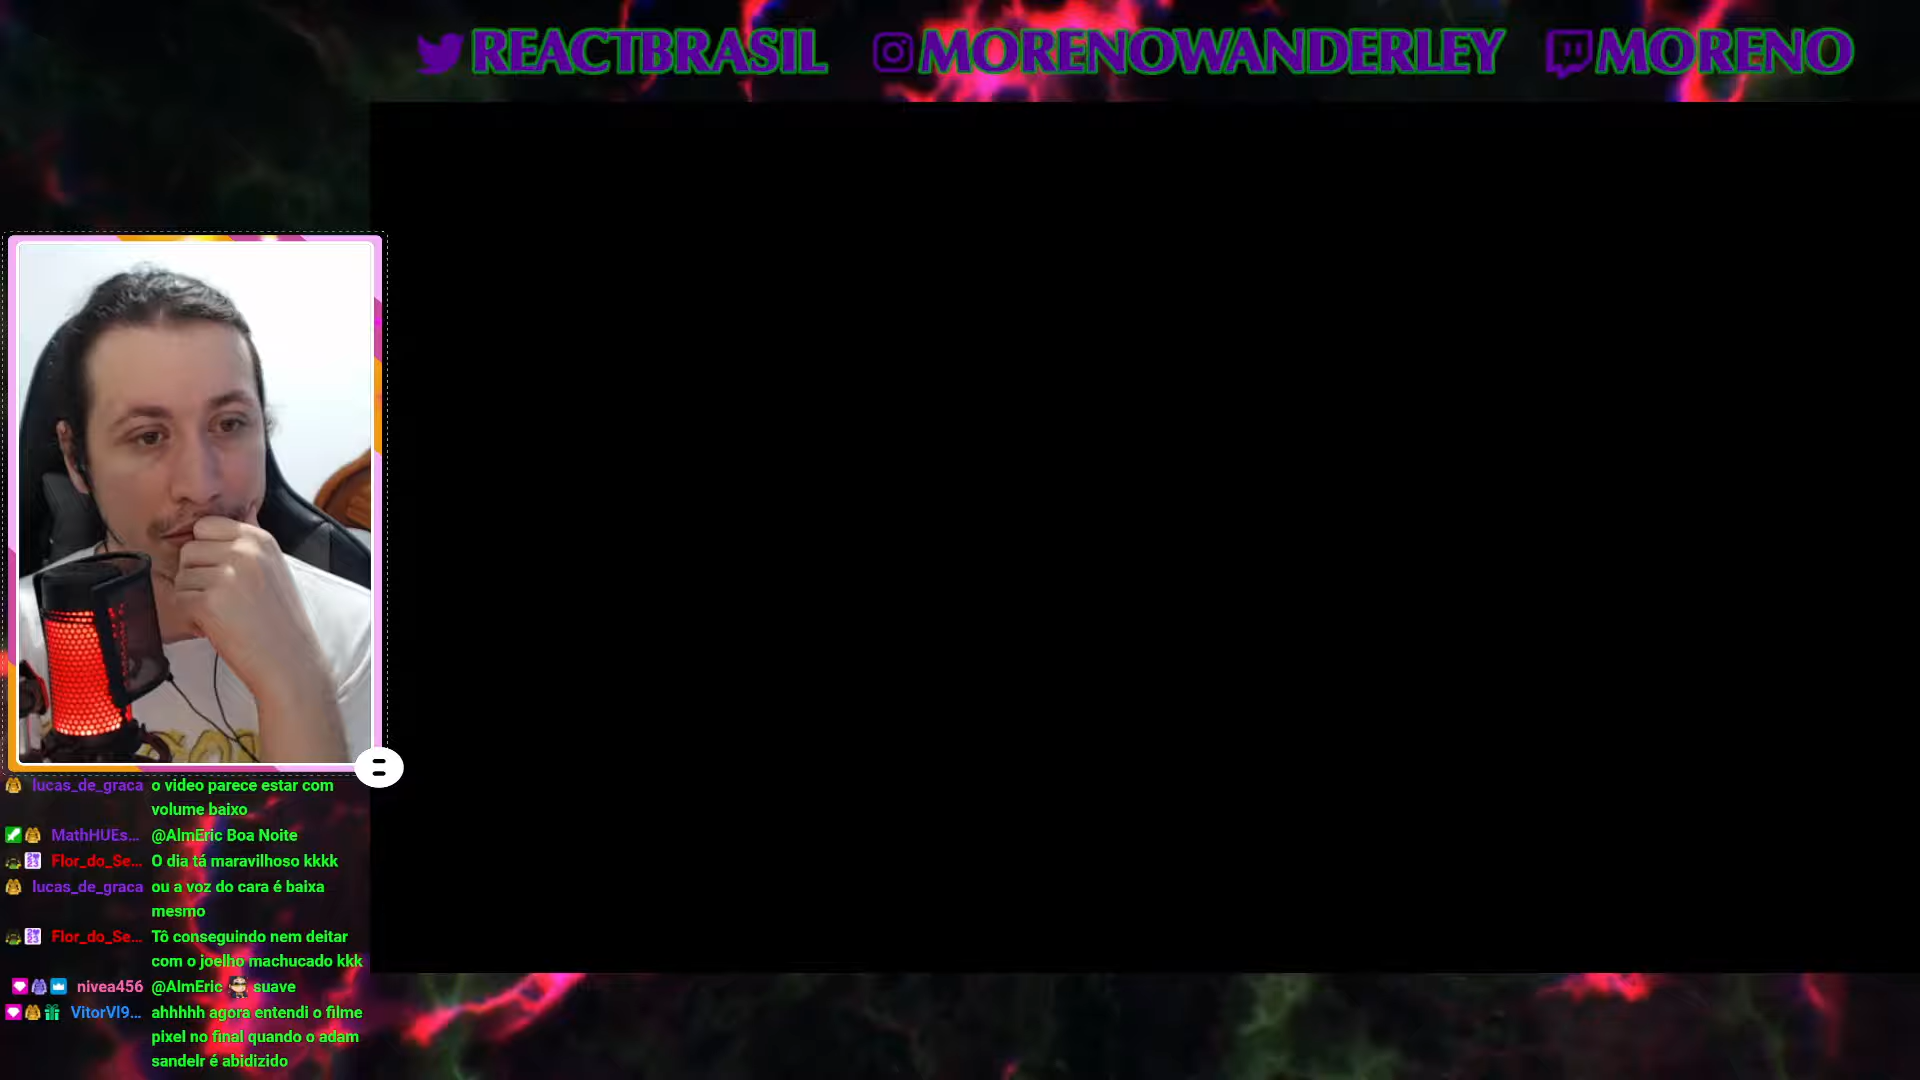 REACTBRASIL MORENOWANDERLEY MORENO
lucas_de_graca o video parece estar com
volume baixo
MathHUEs... @AlmEric Boa Noite
Flor_do_Se... O dia tá maravilhoso kkkk
lucas_de_graca ou a voz do cara é baixa
mesmo
Flor_do_Se... Tô conseguindo nem deitar
com o joelho machucado kkk
nivea456 @AlmEric suave
VitorVl9... ahhhhh agora entendi o filme
pixel no final quando o adam
sandelr é abidizido